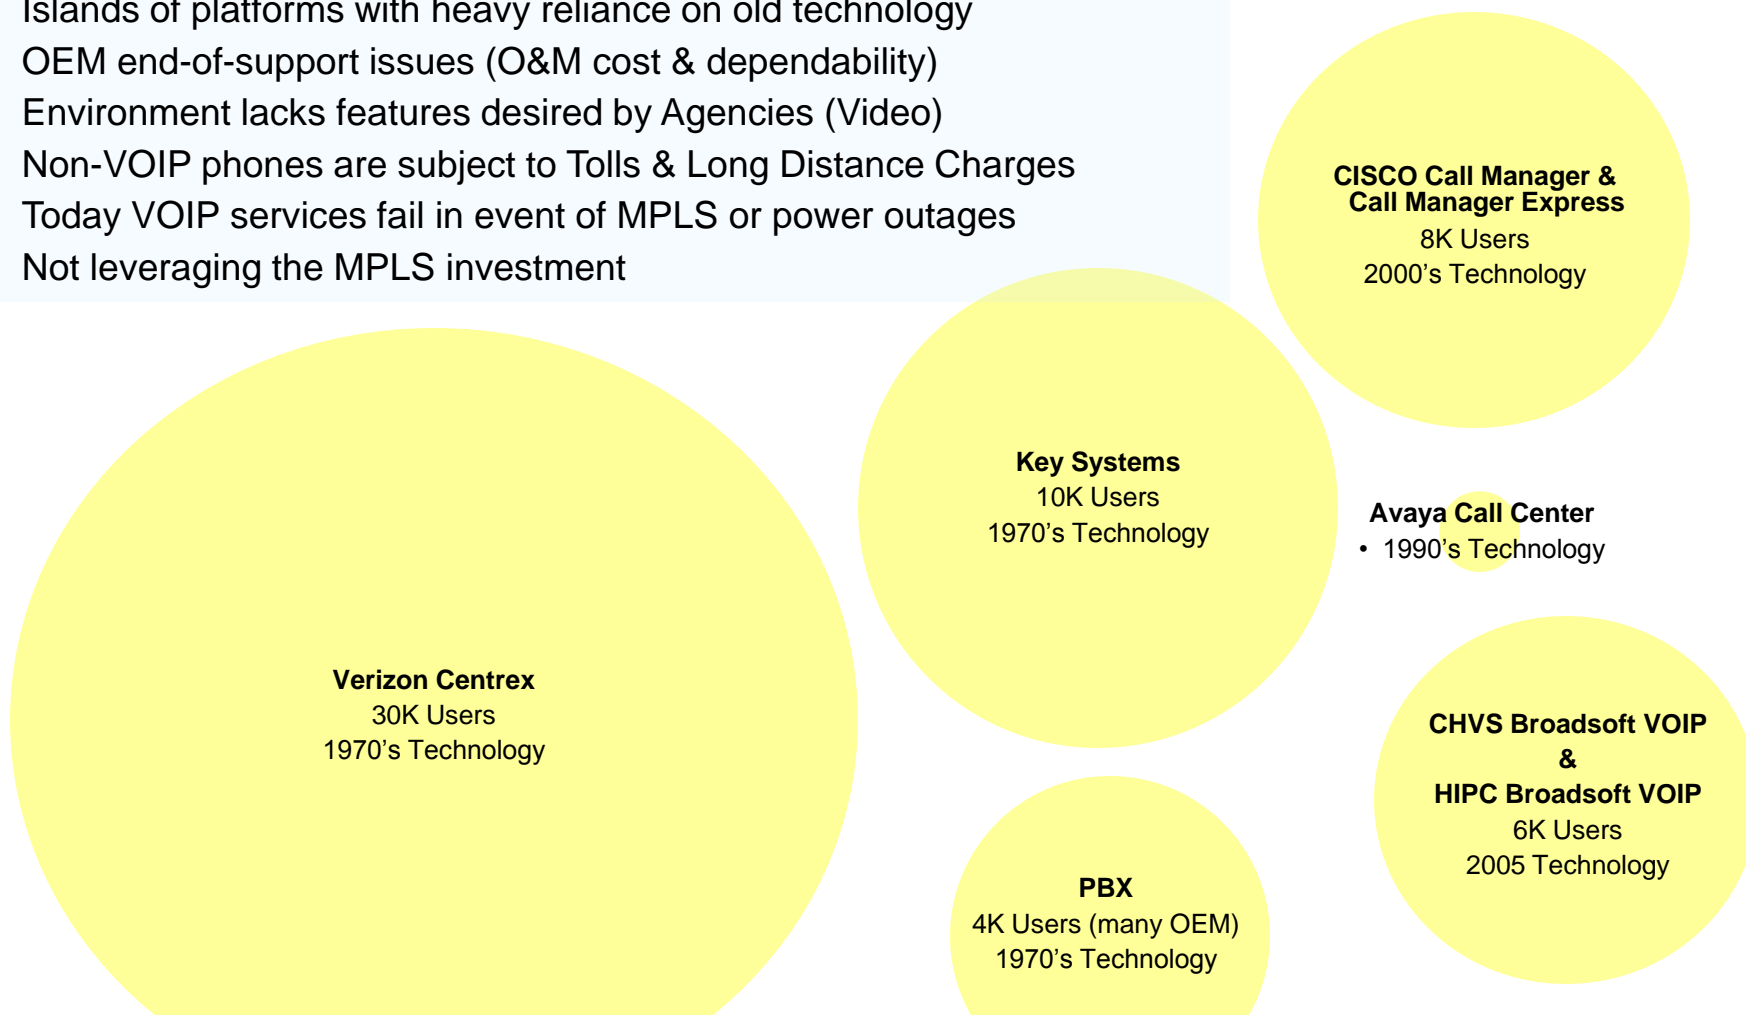 Islands of platforms with heavy reliance on old technology
OEM end-of-support issues (O&M cost & dependability)
Environment lacks features desired by Agencies (Video)
Non-VOIP phones are subject to Tolls & Long Distance Charges
Today VOIP services fail in event of MPLS or power outages
Not leveraging the MPLS investment
CISCO Call Manager &
Call Manager Express
8K Users
2000's Technology
Key Systems
10K Users
1970's Technology
Avaya Call Center
• 1990's Technology
Verizon Centrex
30K Users
1970's Technology
CHVS Broadsoft VOIP
&
HIPC Broadsoft VOIP
6K Users
2005 Technology
PBX
4K Users (many OEM)
1970's Technology